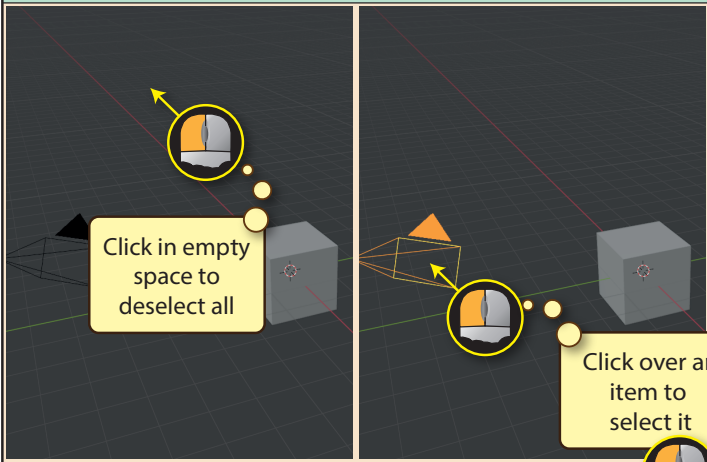 Click in empty
space to
deselect all
Click over
item to
select it